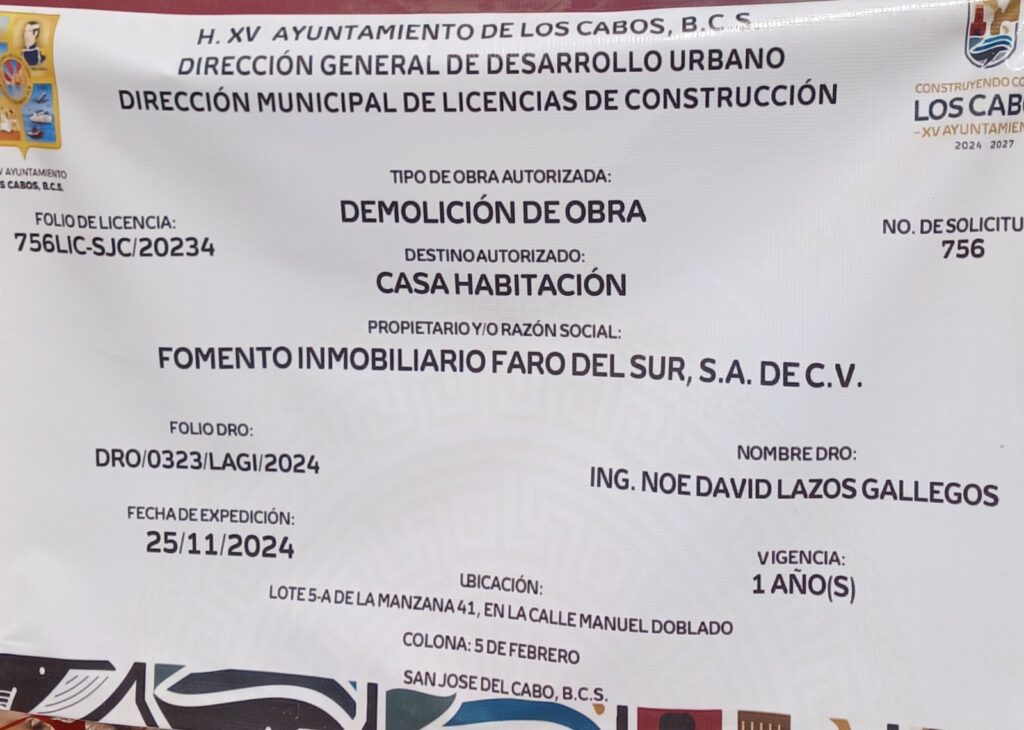 H. XV AYUNTAMIENTO DE LOS CABOS, B.C.S.
DIRECCIÓN GENERAL DE DESARROLLO URBANO
DIRECCIÓN MUNICIPAL DE LICENCIAS DE CONSTRUCCIÓN
V AYUNTAMIENTO
S CABOS, B.C.S.
CONSTRUYENDO CO
LOS CABO
-XV AYUNTAMIEN
2024 2027
TIPO DE OBRA AUTORIZADA:
DEMOLICIÓN DE OBRA
FOLIO DE LICENCIA:
756LIC-SJC/20234
NO. DE SOLICITU
756
DESTINO AUTORIZADO:
CASA HABITACIÓN
PROPIETARIO Y/O RAZÓN SOCIAL:
FOMENTO INMOBILIARIO FARO DEL SUR, S.A. DE C.V.
FOLIO DRO:
DRO/0323/LAGI/2024
NOMBRE DRO:
ING. NOE DAVID LAZOS GALLEGOS
FECHA DE EXPEDICIÓN:
25/11/2024
VIGENCIA:
1 AÑO(S)
UBICACIÓN:
LOTE 5-A DE LA MANZANA 41, EN LA CALLE MANUEL DOBLADO
COLONA: 5 DE FEBRERO
SAN JOSE DEL CABO, B.C.S.